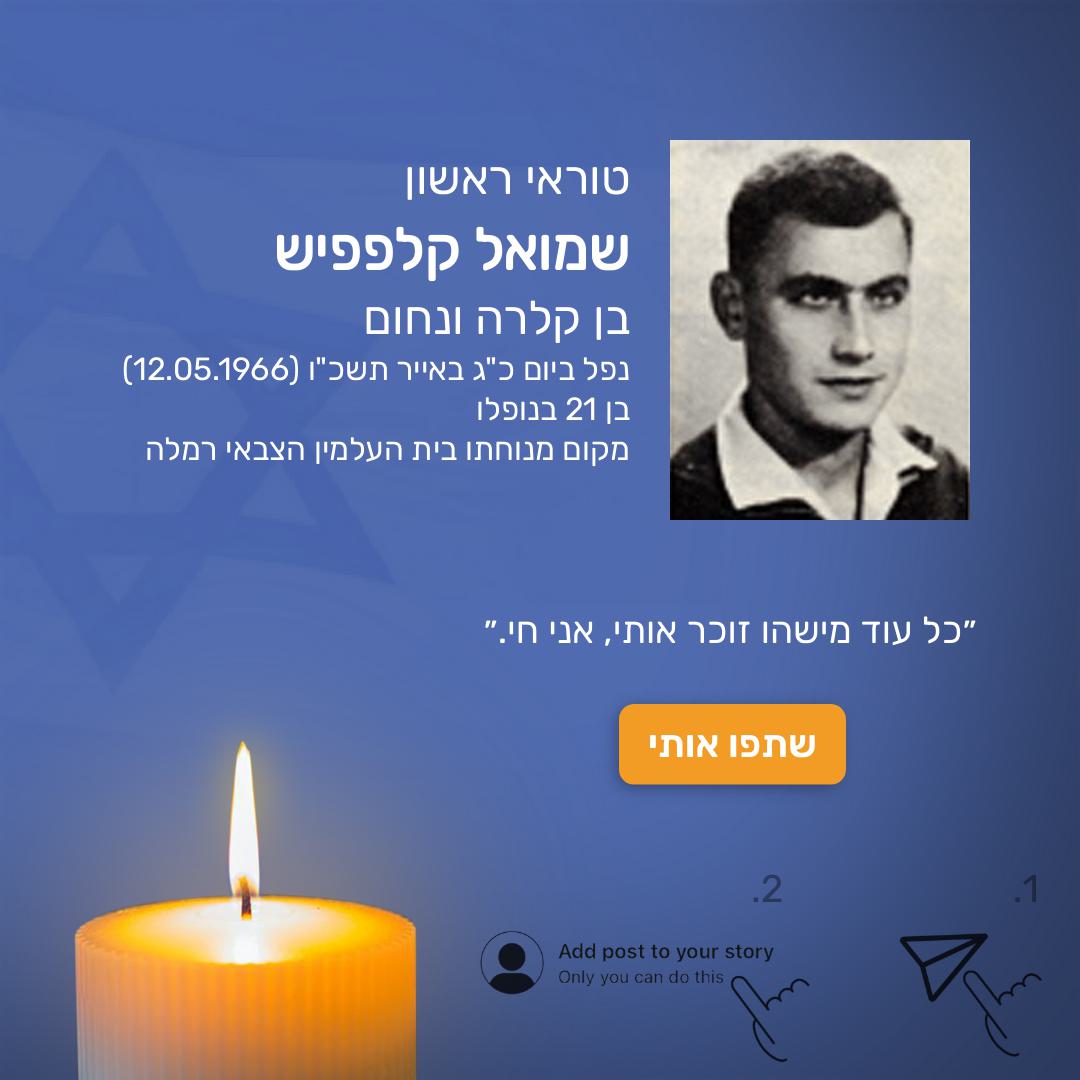 טוראי ראשון
שמואל קלפפיש
בן קלרה ונחום
נפל ביום כ"ג באייר תשכ"ו (12.05.1966)
בן 21 בנופלו
מקום מנוחתו בית העלמין הצבאי רמלה
״כל עוד מישהו זוכר אותי, אני חי.״
שתפו אותי
1.
2.
Add post to your story
Only you can do this